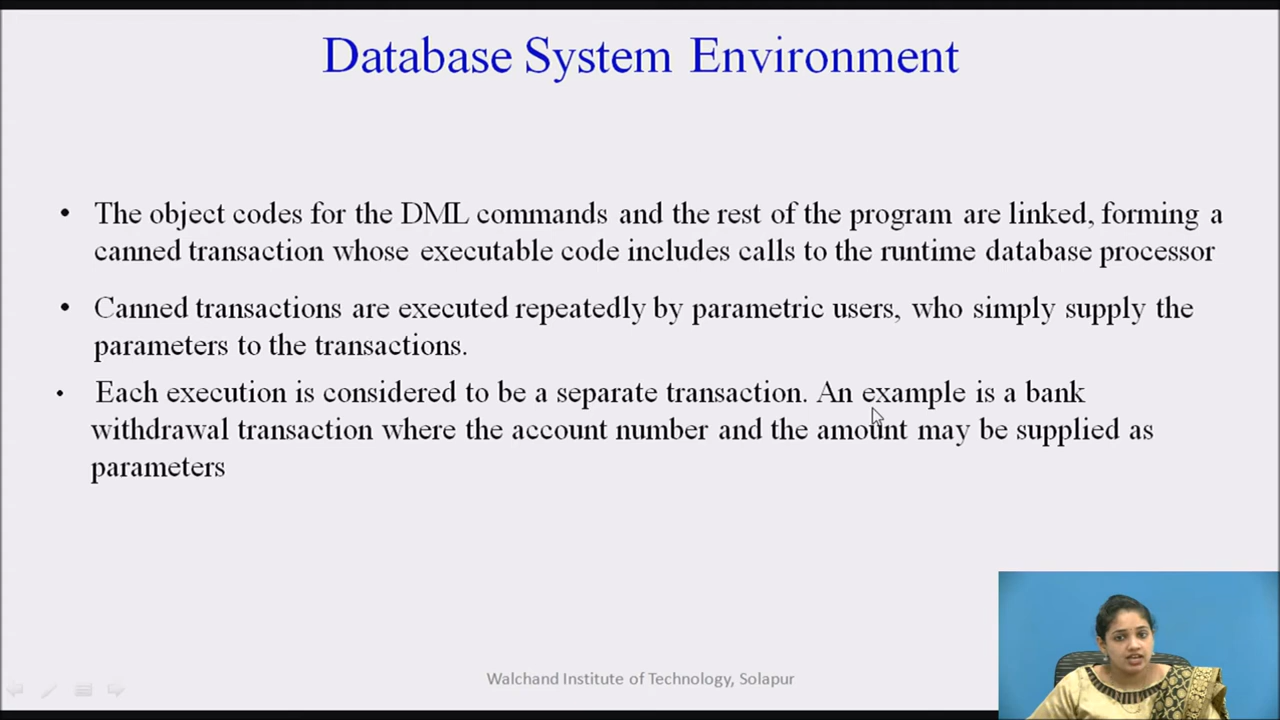 Database System Environment
• The object codes for the DML commands and the rest of the program are linked, forming a
canned transaction whose executable code includes calls to the runtime database processor
• Canned transactions are executed repeatedly by parametric users, who simply supply the
parameters to the transactions.
• Each execution is considered to be a separate transaction. An example is a bank
withdrawal transaction where the account number and the amount may be supplied as
parameters
Walchand Institute of Technology, Solapur